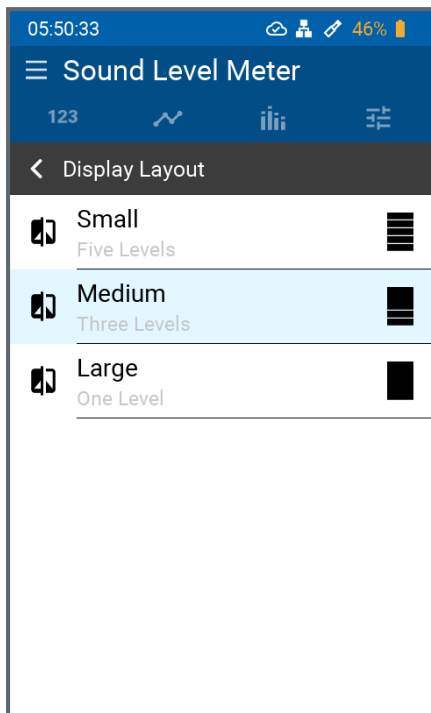 05:50:33
46%
Sound Level Meter
123
Display Layout
Small
Five Levels
Medium
Three Levels
Large
One Level